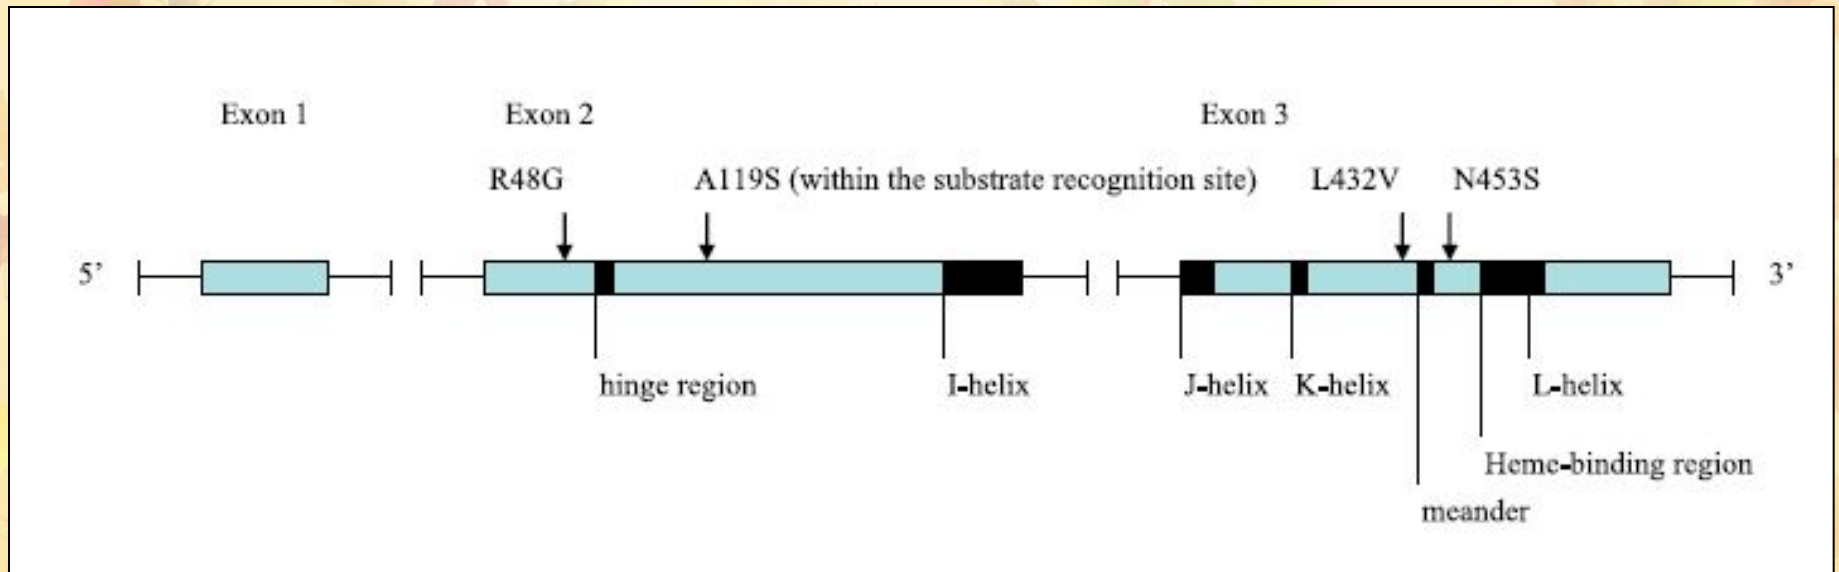 Exon 1 Exon 2 Exon 3
R48G A119S (within the substrate recognition site) L432V N453S
5’ 3’
hinge region I-helix J-helix K-helix L-helix
Heme-binding region
meander